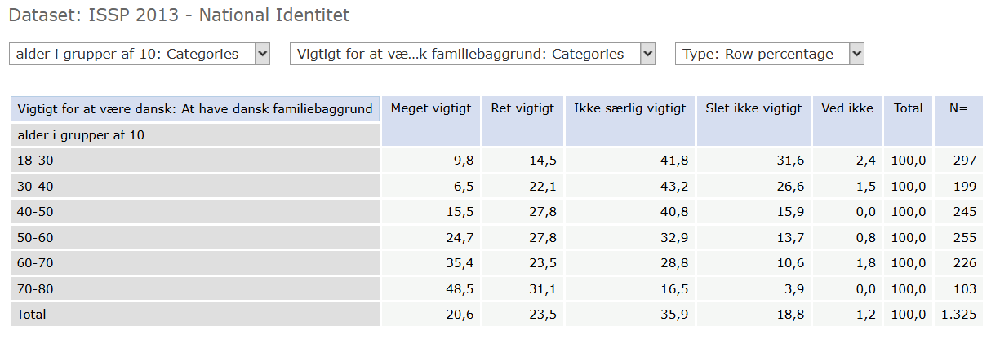 Dataset: ISSP 2013 - National Identitet
alder i grupper af 10: Categories Vigtigt for at væ...k familiebaggrund: Categories Type: Row percentage
Vigtigt for at være dansk: At have dansk familiebaggrund Meget vigtigt Ret vigtigt Ikke særlig vigtigt Slet ikke vigtigt Ved ikke Total N=
alder i grupper af 10
18-30 9,8 14,5 41,8 31,6 2,4 100,0 297
30-40 6,5 22,1 43,2 26,6 1,5 100,0 199
40-50 15,5 27,8 40,8 15,9 0,0 100,0 245
50-60 24,7 27,8 32,9 13,7 0,8 100,0 255
60-70 35,4 23,5 28,8 10,6 1,8 100,0 226
70-80 48,5 31,1 16,5 3,9 0,0 100,0 103
Total 20,6 23,5 35,9 18,8 1,2 100,0 1.325